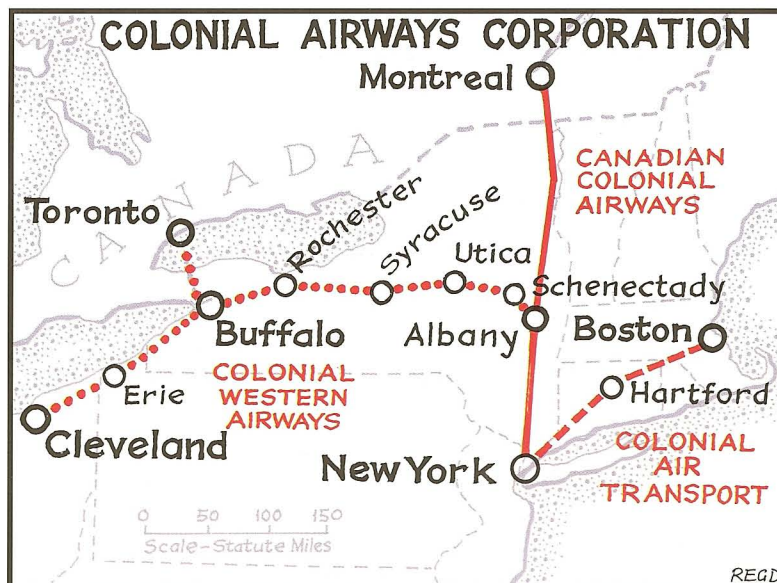 COLONIAL AIRWAYS CORPORATION
Montreal
CANADA
CANADIAN
COLONIAL
AIRWAYS
Toronto
Rochester
Syracuse
Utica
Schenectady
Buffalo
Albany
Boston
Erie
COLONIAL
WESTERN
AIRWAYS
Hartford
Cleveland
New York
COLONIAL
AIR
TRANSPORT
0 50 100 150
Scale-Statute Miles
REGD